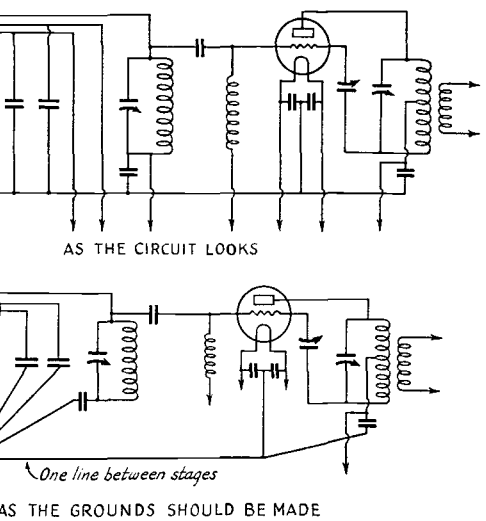 AS THE CIRCUIT LOOKS
One line between stages
AS THE GROUNDS SHOULD BE MADE